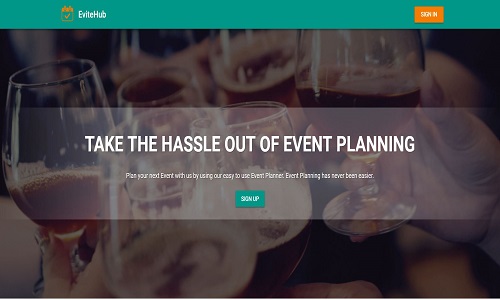 EviteHub
SIGN IN
TAKE THE HASSLE OUT OF EVENT PLANNING
Plan your next Event with us by using our easy to use Event Planner. Event Planning has never been easier.
SIGN UP